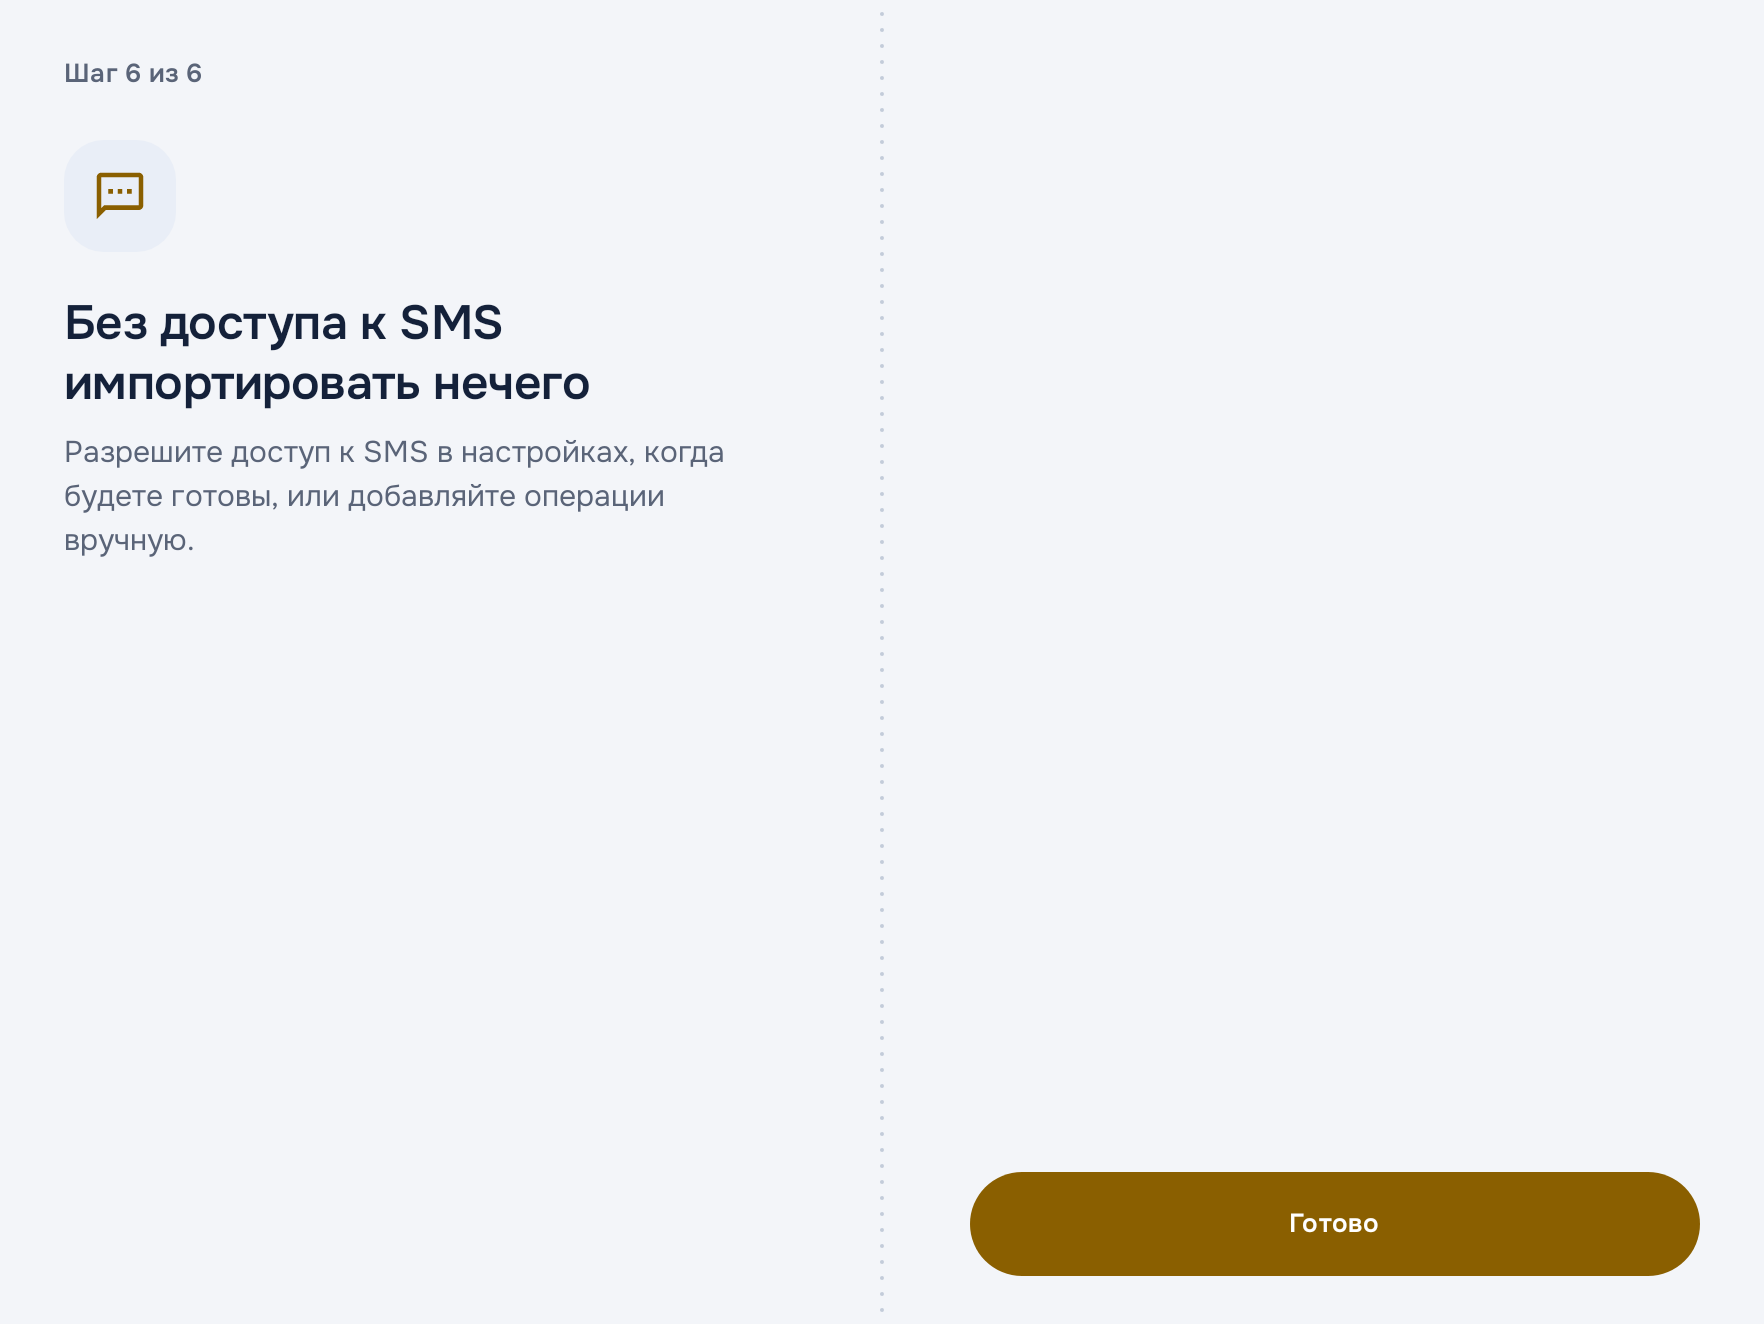 Шаг 6 из 6
Без доступа к SMS
импортировать нечего
Разрешите доступ к SMS в настройках, когда
будете готовы, или добавляйте операции
вручную.
Готово